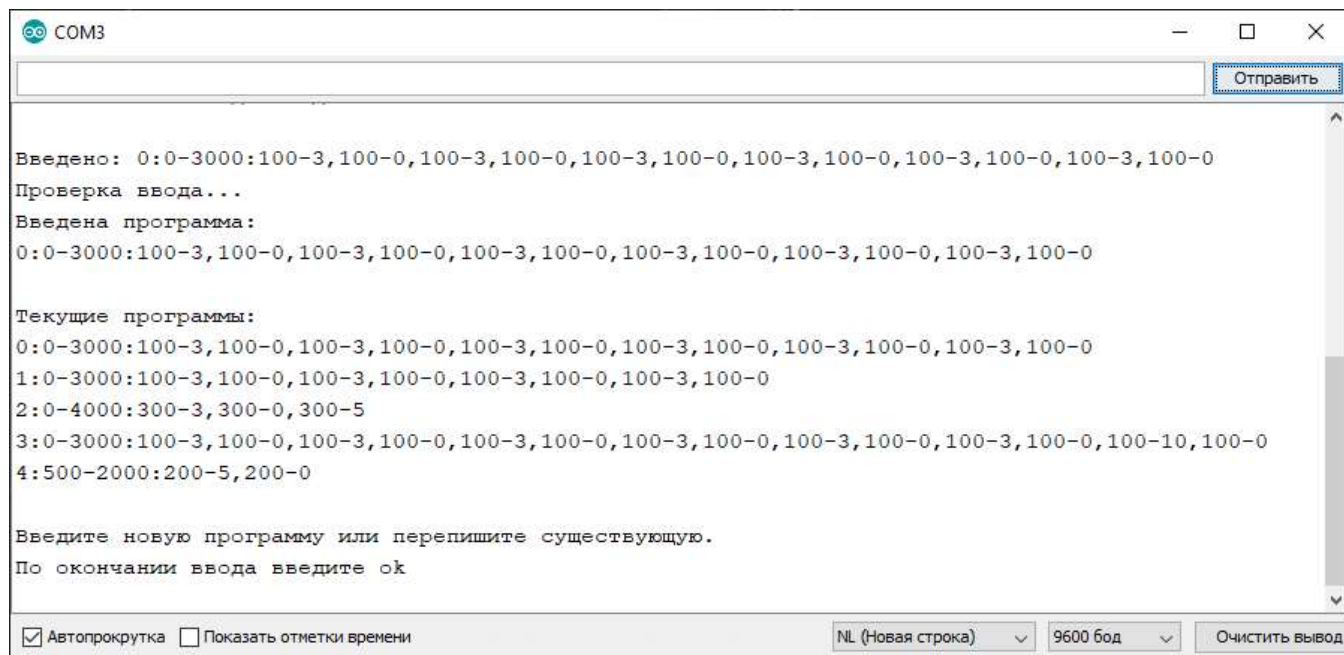 COM3
Отправить
Введено: 0:0-3000:100-3,100-0,100-3,100-0,100-3,100-0,100-3,100-0,100-3,100-0,100-3,100-0
Проверка ввода...
Введена программа:
0:0-3000:100-3,100-0,100-3,100-0,100-3,100-0,100-3,100-0,100-3,100-0,100-3,100-0
Текущие программы:
0:0-3000:100-3,100-0,100-3,100-0,100-3,100-0,100-3,100-0,100-3,100-0,100-3,100-0
1:0-3000:100-3,100-0,100-3,100-0,100-3,100-0,100-3,100-0
2:0-4000:300-3,300-0,300-5
3:0-3000:100-3,100-0,100-3,100-0,100-3,100-0,100-3,100-0,100-3,100-0,100-3,100-0,100-10,100-0
4:500-2000:200-5,200-0
Введите новую программу или перепишите существующую.
По окончании ввода введите ok
Автопрокрутка Показать отметки времени NL (Новая строка) 9600 бод Очистить вывод